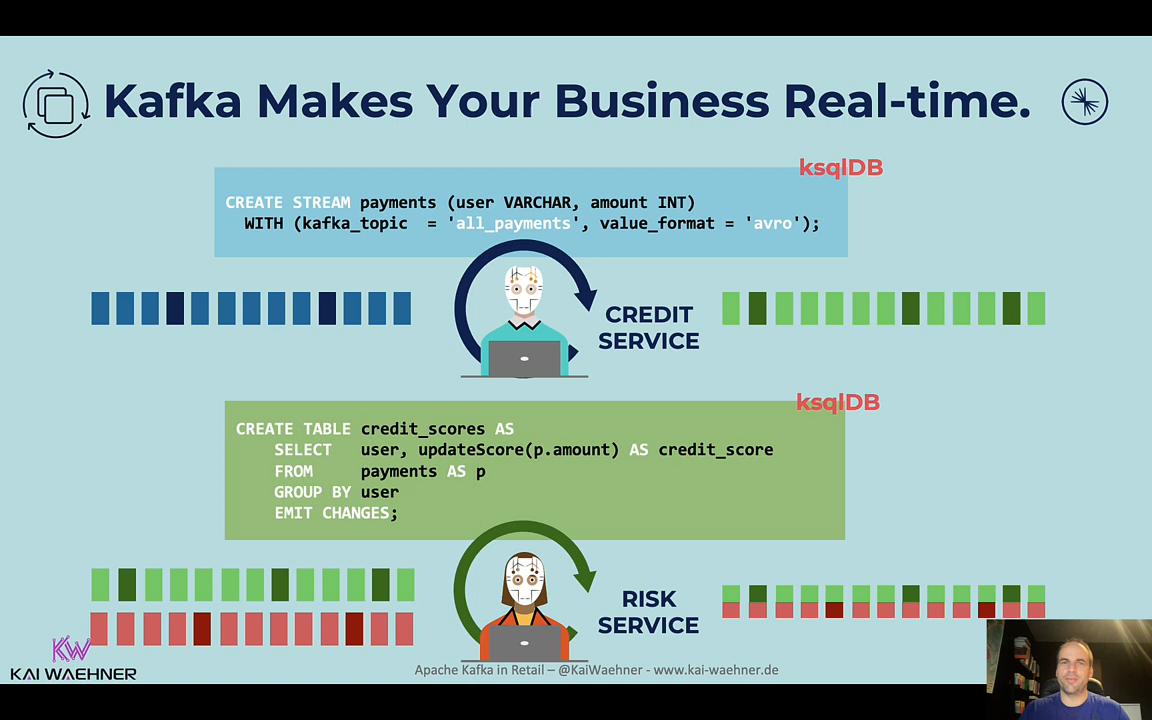 Kafka Makes Your Business Real-time.
ksqlDB
CREATE STREAM payments (user VARCHAR, amount INT)
WITH (kafka_topic = 'all_payments', value_format = 'avro');
CREDIT
SERVICE
ksqlDB
CREATE TABLE credit_scores AS
SELECT user, updateScore(p.amount) AS credit_score
FROM payments AS p
GROUP BY user
EMIT CHANGES;
RISK
SERVICE
KW
KAI WAEHNER
Apache Kafka in Retail – @KaiWaehner - www.kai-waehner.de